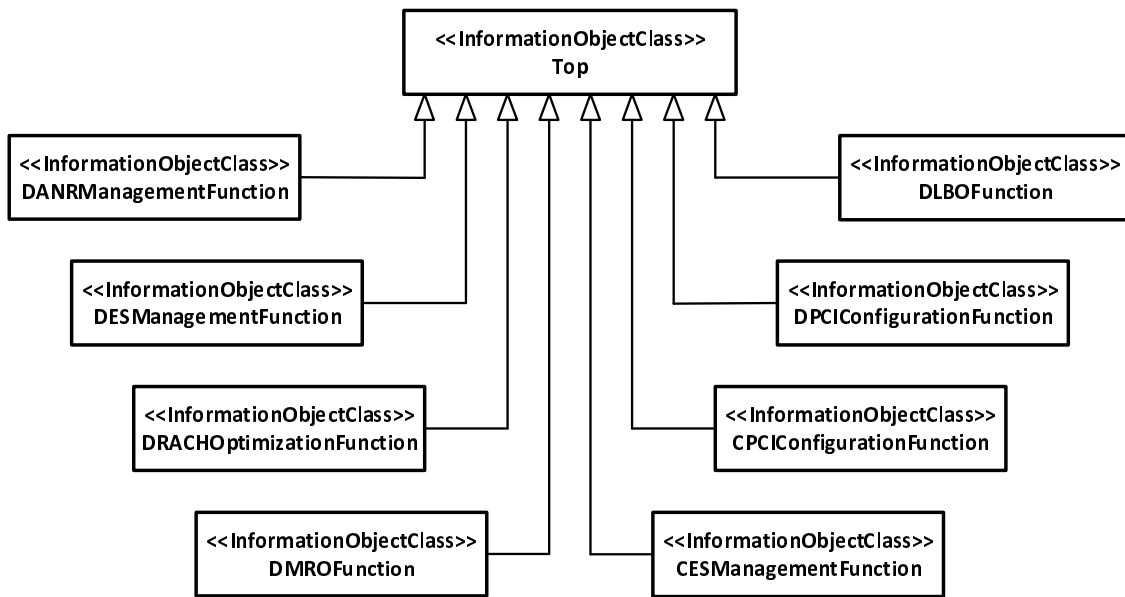 <<InformationObjectClass>>
Top
<<InformationObjectClass>>
DANRManagementFunction
<<InformationObjectClass>>
DLBOFunction
<<InformationObjectClass>>
DESManagementFunction
<<InformationObjectClass>>
DPCIConfigurationFunction
<<InformationObjectClass>>
DRACHOptimizationFunction
<<InformationObjectClass>>
CPCIConfigurationFunction
<<InformationObjectClass>>
DMROFunction
<<InformationObjectClass>>
CESManagementFunction